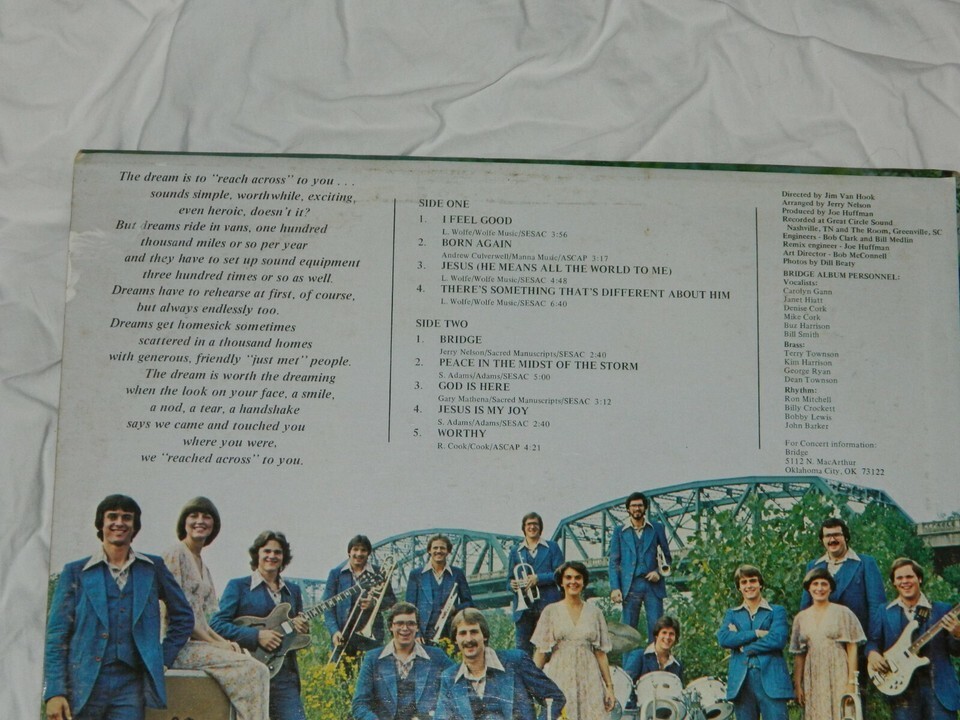 The dream is to "reach across" to you . . .
sounds simple, worthwhile, exciting,
even heroic, doesn't it?
But dreams ride in vans, one hundred
thousand miles or so per year
and they have to set up sound equipment
three hundred times or so as well.
Dreams have to rehearse at first, of course,
but always endlessly too.
Dreams get homesick sometimes
scattered in a thousand homes
with generous, friendly "just met" people.
The dream is worth the dreaming
when the look on your face, a smile,
a nod, a tear, a handshake
says we came and touched you
where you were,
we "reached across" to you.
SIDE ONE
1. I FEEL GOOD
L. Wolfe/Wolfe Music/SESAC 3:56
2. BORN AGAIN
Andrew Culverwell/Manna Music/ASCAP 3:17
3. JESUS (HE MEANS ALL THE WORLD TO ME)
L. Wolfe/Wolfe Music/SESAC 4:48
4. THERE'S SOMETHING THAT'S DIFFERENT ABOUT HIM
L. Wolfe/Wolfe Music/SESAC 6:40
SIDE TWO
1. BRIDGE
Jerry Nelson/Sacred Manuscripts/SESAC 2:40
2. PEACE IN THE MIDST OF THE STORM
S. Adams/Adams/SESAC 5:00
3. GOD IS HERE
Gary Mathena/Sacred Manuscripts/SESAC 3:12
4. JESUS IS MY JOY
S. Adams/Adams/SESAC 2:40
5. WORTHY
R. Cook/Cook/ASCAP 4:21
Directed by Jim Van Hook
Arranged by Jerry Nelson
Produced by Joe Huffman
Recorded at Great Circle Sound
Nashville, TN and The Room, Greenville, SC
Engineers - Bob Clark and Bill Medlin
Remix engineer - Joe Huffman
Art Director - Bob McConnell
Photos by Dill Beaty
BRIDGE ALBUM PERSONNEL:
Vocalists:
Carolyn Gann
Janet Hiatt
Denise Cork
Mike Cork
Buz Harrison
Bill Smith
Brass:
Terry Townson
Kim Harrison
George Ryan
Dean Townson
Rhythm:
Ron Mitchell
Billy Crockett
Bobby Lewis
John Barker
For Concert information:
Bridge
5112 N. MacArthur
Oklahoma City, OK 73122